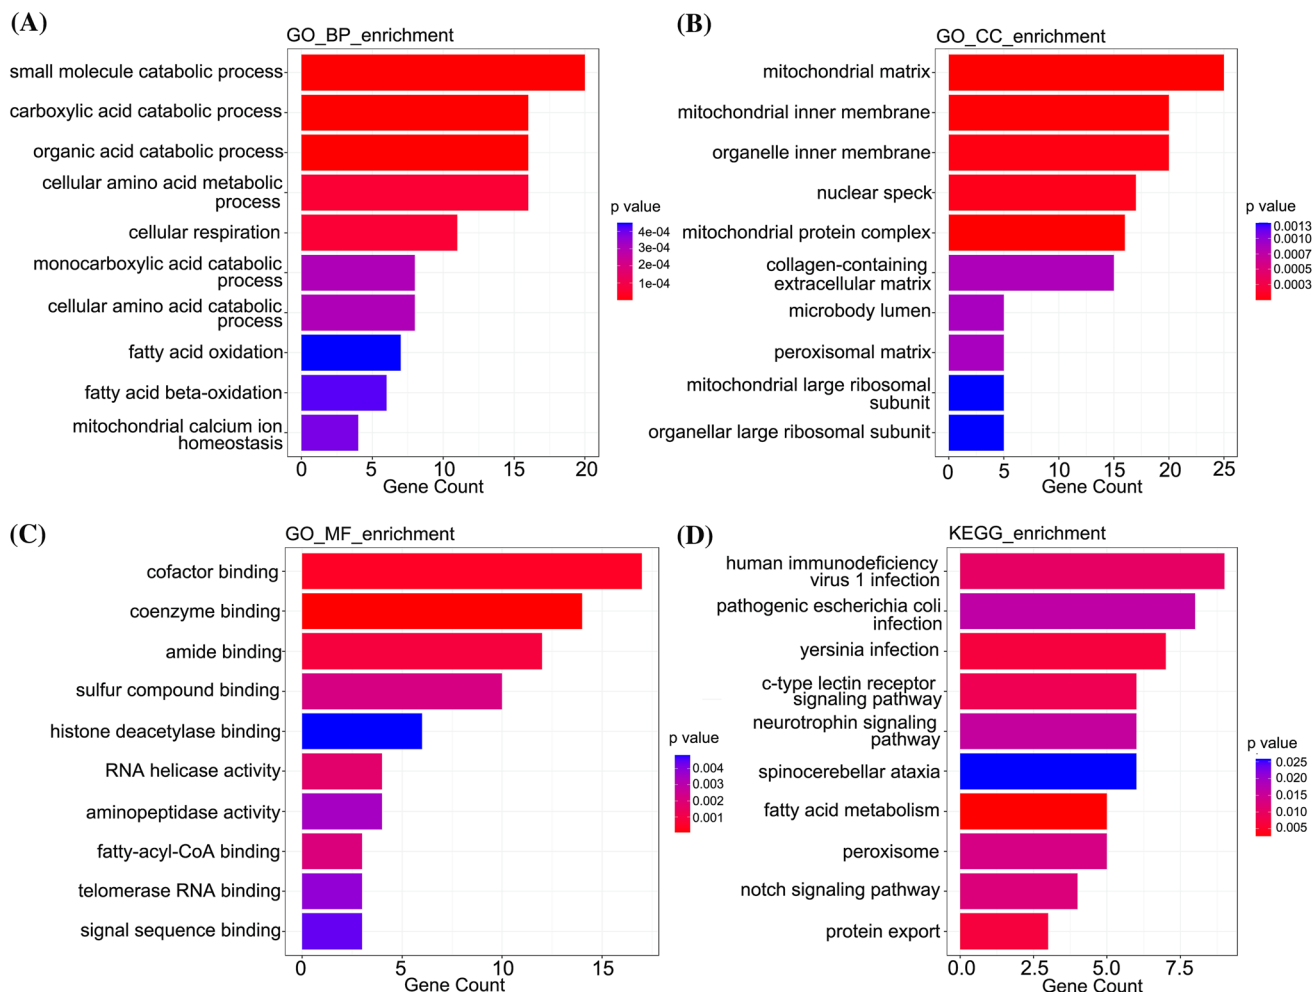 (A)
GO_BP_enrichment
small molecule catabolic process
carboxylic acid catabolic process
organic acid catabolic process
cellular amino acid metabolic
process
cellular respiration
monocarboxylic acid catabolic
process
cellular amino acid catabolic
process
fatty acid oxidation
fatty acid beta-oxidation
mitochondrial calcium ion
homeostasis
0 5 10 15 20
Gene Count
p value
4e-04
3e-04
2e-04
1e-04
(B)
GO_CC_enrichment
mitochondrial matrix
mitochondrial inner membrane
organelle inner membrane
nuclear speck
mitochondrial protein complex
collagen-containing
extracellular matrix
microbody lumen
peroxisomal matrix
mitochondrial large ribosomal
subunit
organellar large ribosomal subunit
0 5 10 15 20 25
Gene Count
p value
0.0013
0.0010
0.0007
0.0005
0.0003
(C)
GO_MF_enrichment
cofactor binding
coenzyme binding
amide binding
sulfur compound binding
histone deacetylase binding
RNA helicase activity
aminopeptidase activity
fatty-acyl-CoA binding
telomerase RNA binding
signal sequence binding
0 5 10 15
Gene Count
p value
0.004
0.003
0.002
0.001
(D)
KEGG_enrichment
human immunodeficiency
virus 1 infection
pathogenic escherichia coli
infection
yersinia infection
c-type lectin receptor
signaling pathway
neurotrophin signaling
pathway
spinocerebellar ataxia
fatty acid metabolism
peroxisome
notch signaling pathway
protein export
0.0 2.5 5.0 7.5
Gene Count
p value
0.025
0.020
0.015
0.010
0.005